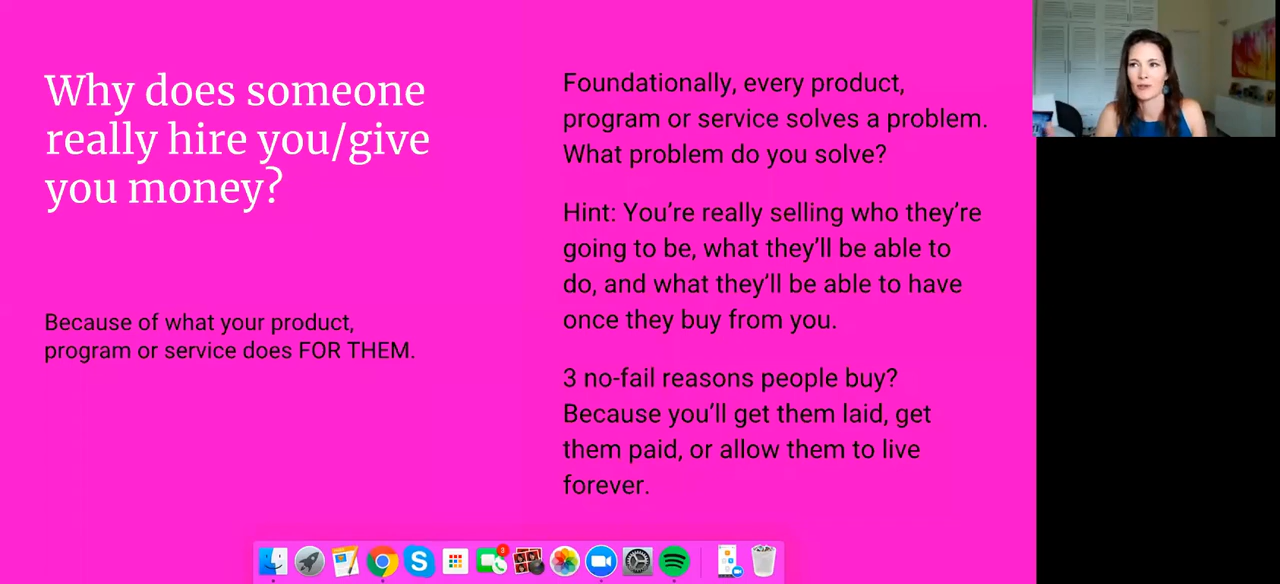 Why does someone
really hire you/give
you money?
Because of what your product,
program or service does FOR THEM.
Foundationally, every product,
program or service solves a problem.
What problem do you solve?
Hint: You’re really selling who they’re
going to be, what they’ll be able to
do, and what they’ll be able to have
once they buy from you.
3 no-fail reasons people buy?
Because you’ll get them laid, get
them paid, or allow them to live
forever.
S
3